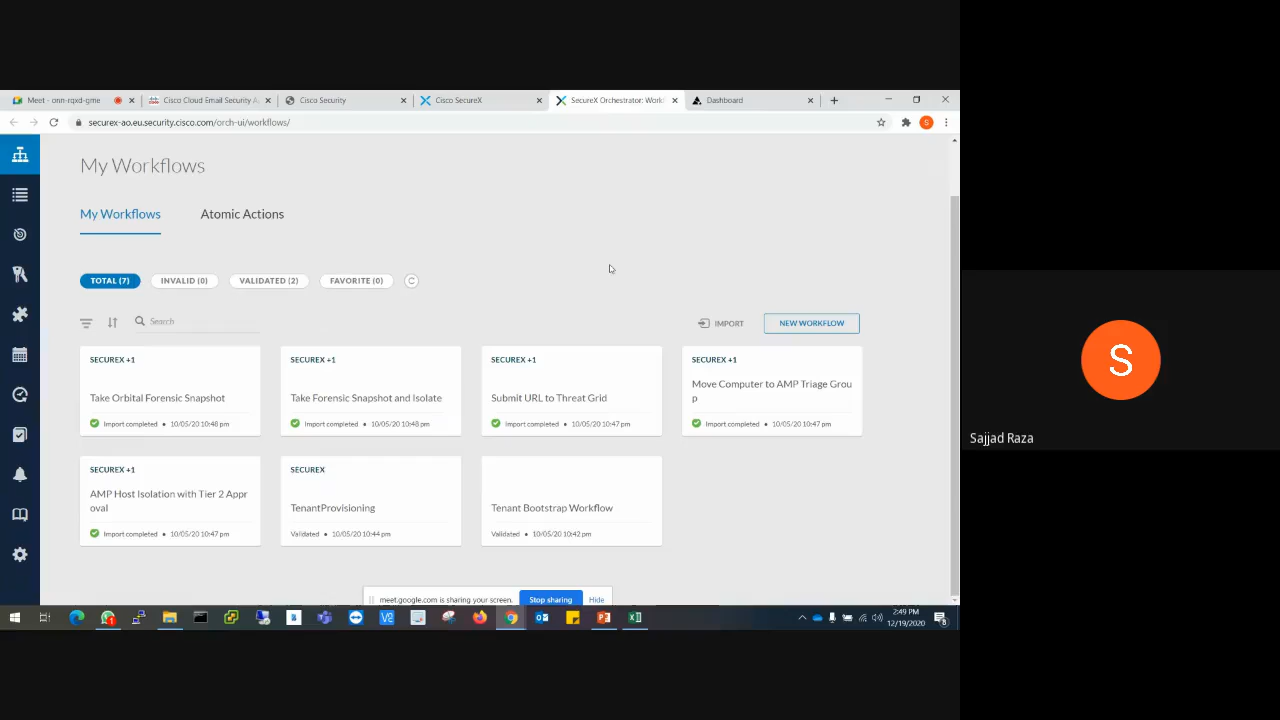 Meet - onn-rqxd-gme
Cisco Cloud Email Security A
Cisco Security
Cisco SecureX
SecureX Orchestrator: Workf
Dashboard
securex-ao.eu.security.cisco.com/orch-ui/workflows/
S
My Workflows
My Workflows
Atomic Actions
TOTAL (7)
INVALID (0)
VALIDATED (2)
FAVORITE (0)
Search
IMPORT
NEW WORKFLOW
SECUREX +1
Take Orbital Forensic Snapshot
Import completed • 10/05/20 10:48 pm
SECUREX +1
Take Forensic Snapshot and Isolate
Import completed • 10/05/20 10:48 pm
SECUREX +1
Submit URL to Threat Grid
Import completed • 10/05/20 10:47 pm
SECUREX +1
Move Computer to AMP Triage Grou
p
Import completed • 10/05/20 10:47 pm
SECUREX +1
AMP Host Isolation with Tier 2 Appr
oval
Import completed • 10/05/20 10:47 pm
SECUREX
TenantProvisioning
Validated • 10/05/20 10:44 pm
Tenant Bootstrap Workflow
Validated • 10/05/20 10:42 pm
meet.google.com is sharing your screen.
Stop sharing
Hide
2:49 PM
12/19/2020
S
Sajjad Raza